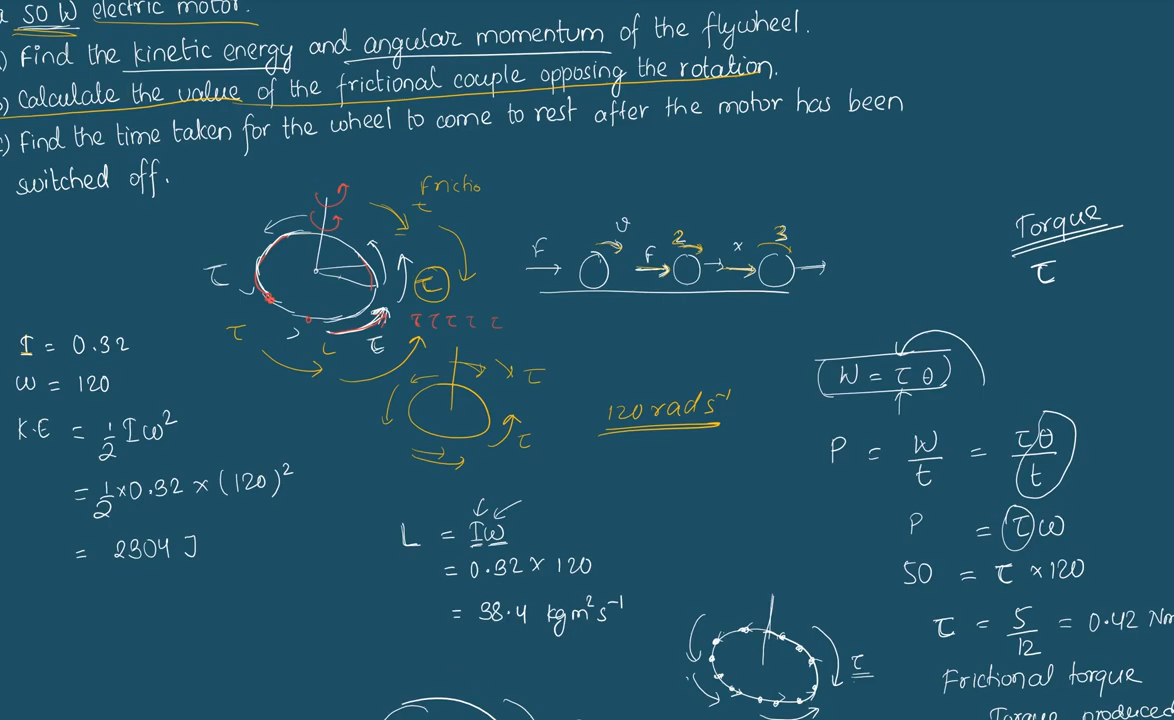 a 50 W electric motor.
) Find the kinetic energy and angular momentum of the flywheel.
) Calculate the value of the frictional couple opposing the rotation.
) Find the time taken for the wheel to come to rest after the motor has been
switched off.
Frictio
τ
F
v
F
2
x
3
Torque
τ
τ
τ
τ
τ
τ τ τ τ τ
I = 0.32
ω = 120
K.E = 1/2 Iω²
= 1/2 × 0.32 × (120)²
= 2304 J
τ
τ
120 rad s⁻¹
L = Iω
= 0.32 × 120
= 38.4 kgm²s⁻¹
W = τ θ
P = W/t = τθ/t
P = τω
50 = τ × 120
τ = 5/12 = 0.42 Nm
τ
Frictional torque
Torque produced